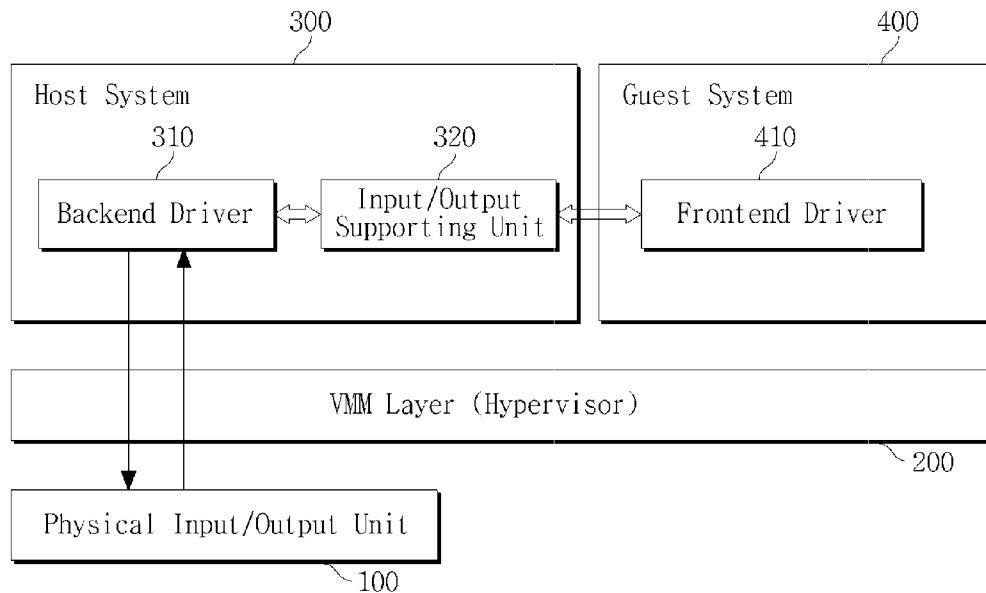 300
400
Host System
Guest System
310
320
410
Backend Driver
Input/Output
Supporting Unit
Frontend Driver
VMM Layer (Hypervisor)
200
Physical Input/Output Unit
100